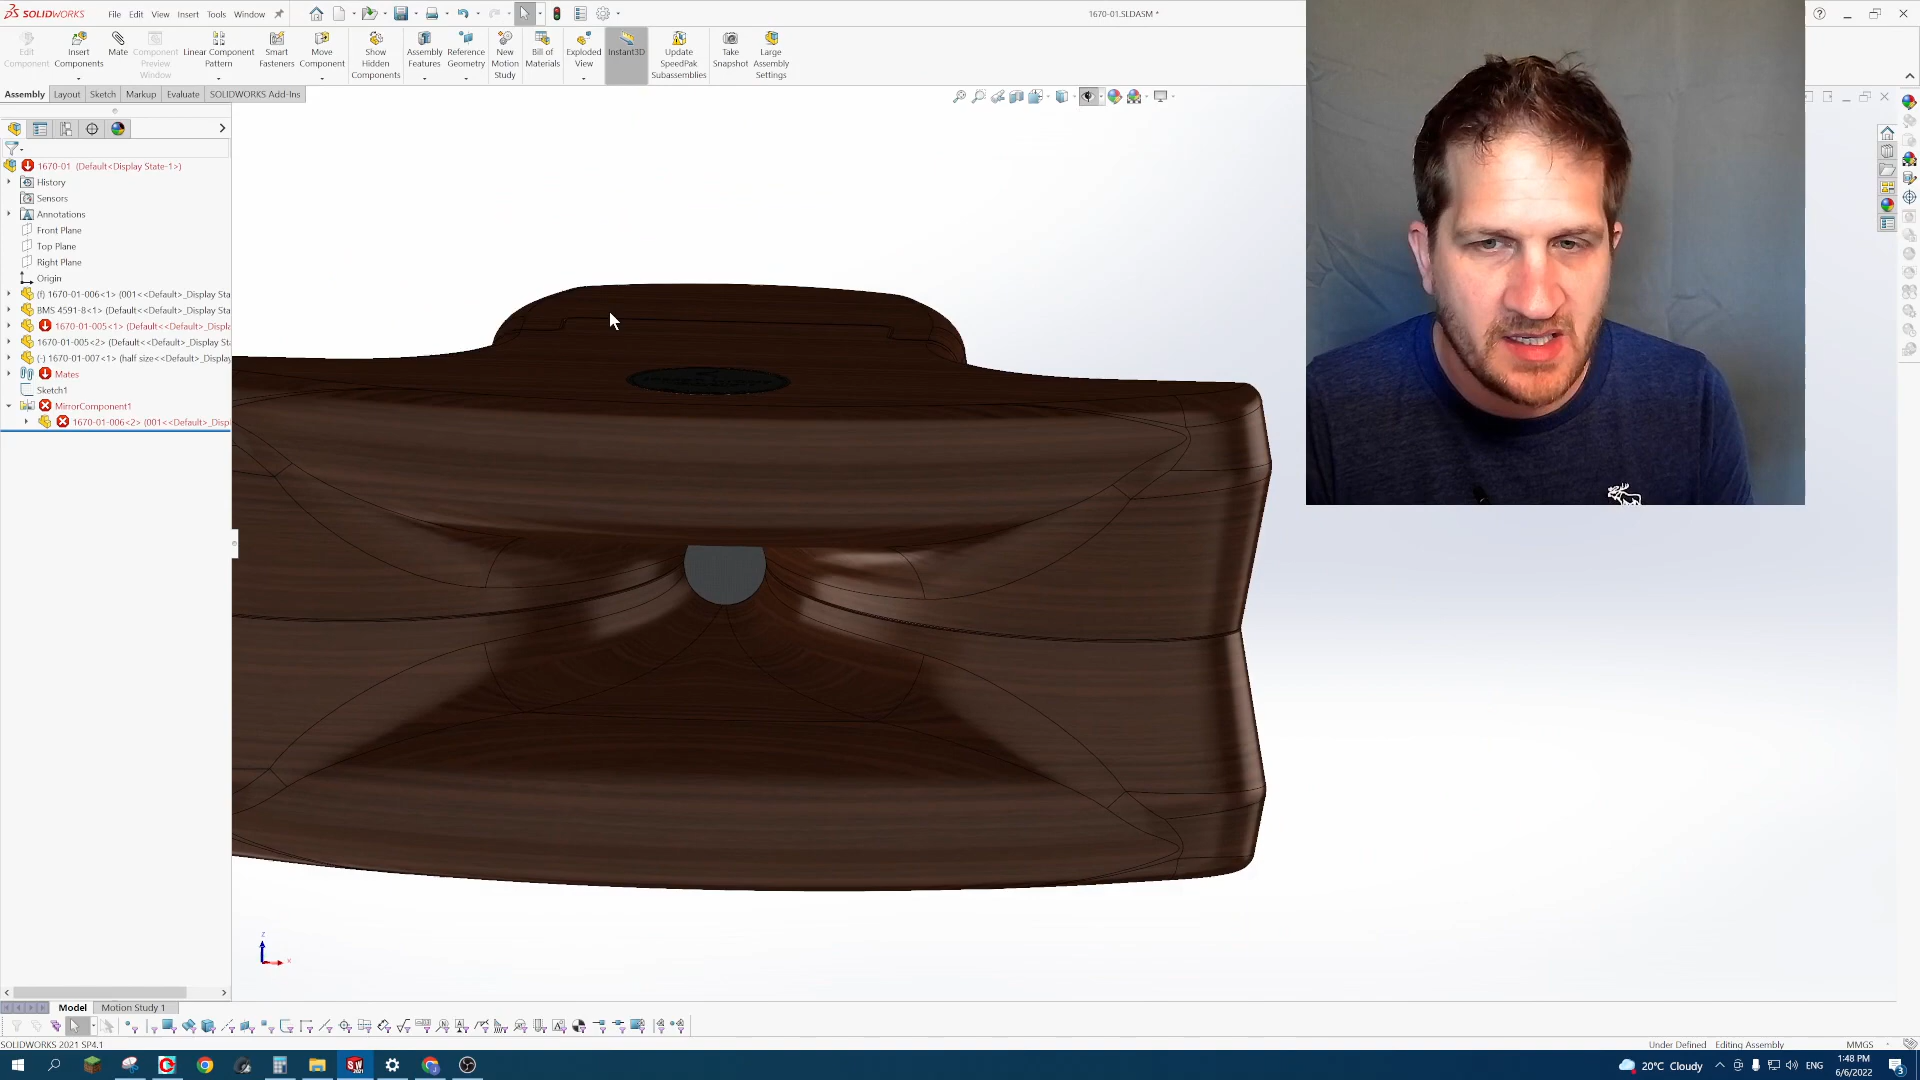 SOLIDWORKS File Edit View Insert Tools Window 1670-01.SLDASM *
Edit Component
Insert Components
Mate
Component Preview Window
Linear Component Pattern
Smart Fasteners
Move Component
Show Hidden Components
Assembly Features
Reference Geometry
New Motion Study
Bill of Materials
Exploded View
Instant3D
Update SpeedPak Subassemblies
Take Snapshot
Large Assembly Settings
Assembly Layout Sketch Markup Evaluate SOLIDWORKS Add-Ins
1670-01 (Default<Display State-1>)
History
Sensors
Annotations
Front Plane
Top Plane
Right Plane
Origin
(f) 1670-01-006<1> (001<<Default>_Display Sta
BMS 4591-8<1> (Default<<Default>_Display
1670-01-005<1> (Default<<Default>_Displa
1670-01-005<2> (Default<<Default>_Display
(-) 1670-01-007<1> (half size<<Default>_Display
Mates
Sketch1
MirrorComponent1
1670-01-006<2> (001<<Default>_Disp
z
x
Model Motion Study 1
SOLIDWORKS 2021 SP4.1 Under Defined Editing Assembly MMGS
20°C Cloudy ENG 1:48 PM
6/6/2022
3